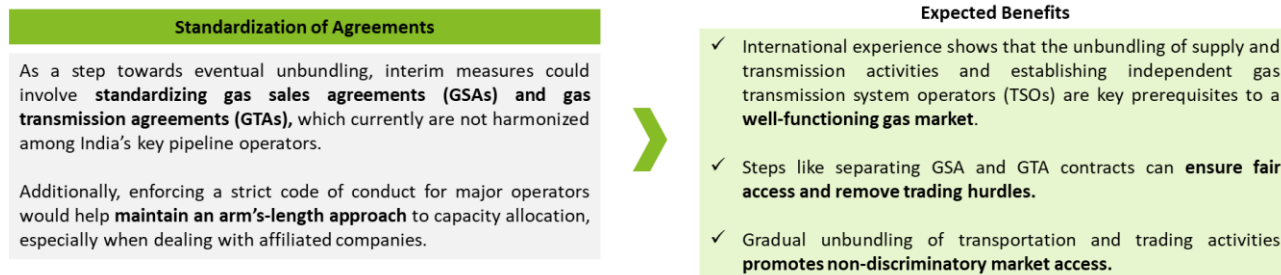 Standardization of Agreements
As a step towards eventual unbundling, interim measures could
involve standardizing gas sales agreements (GSAs) and gas
transmission agreements (GTAs), which currently are not harmonized
among India's key pipeline operators.
Additionally, enforcing a strict code of conduct for major operators
would help maintain an arm's-length approach to capacity allocation,
especially when dealing with affiliated companies.
Expected Benefits
✓ International experience shows that the unbundling of supply and
transmission activities and establishing independent gas
transmission system operators (TSOs) are key prerequisites to a
well-functioning gas market.
✓ Steps like separating GSA and GTA contracts can ensure fair
access and remove trading hurdles.
✓ Gradual unbundling of transportation and trading activities
promotes non-discriminatory market access.